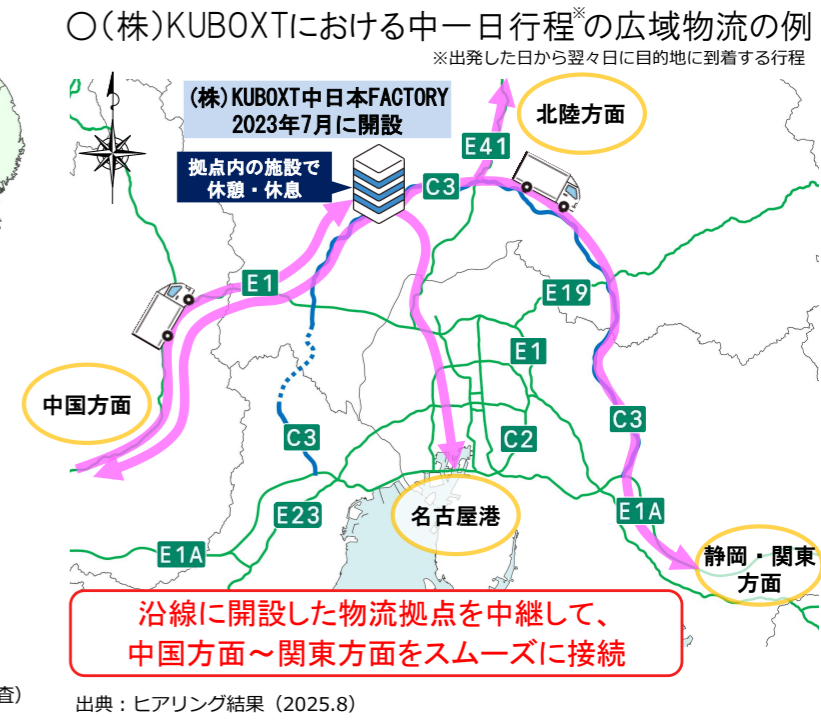 ○(株)KUBOXTにおける中一日行程※の広域物流の例
※出発した日から翌々日に目的地に到着する行程
(株)KUBOXT中日本FACTORY
2023年7月に開設
北陸方面
E41
拠点内の施設で
休憩・休息
C3
E1
E19
E1
中国方面
C3
C2
C3
E23
名古屋港
E1A
E1A
静岡・関東
方面
沿線に開設した物流拠点を中継して、
中国方面～関東方面をスムーズに接続
査)
出典：ヒアリング結果（2025.8）